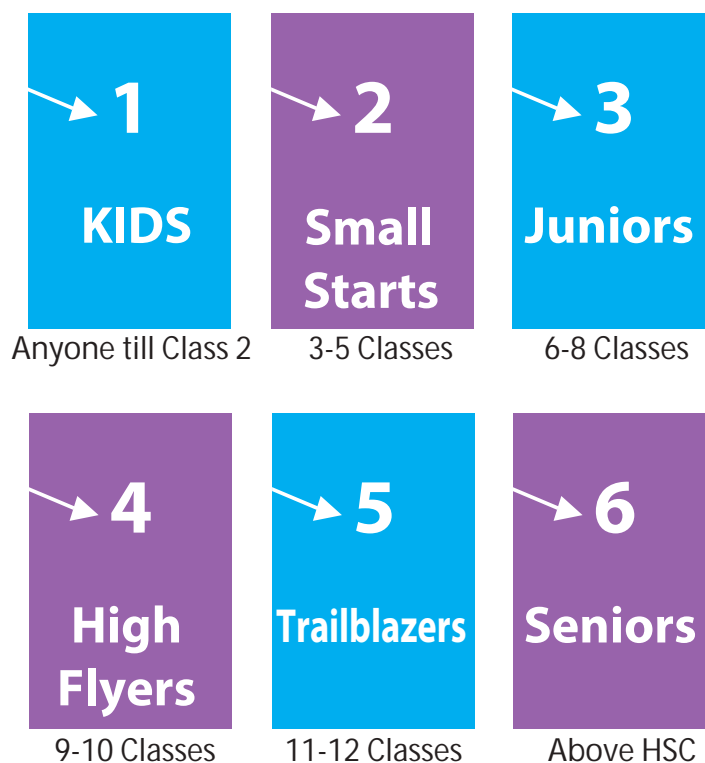 1
KIDS
Anyone till Class 2
2
Small
Starts
3-5 Classes
3
Juniors
6-8 Classes
4
High
Flyers
9-10 Classes
5
Trailblazers
11-12 Classes
6
Seniors
Above HSC